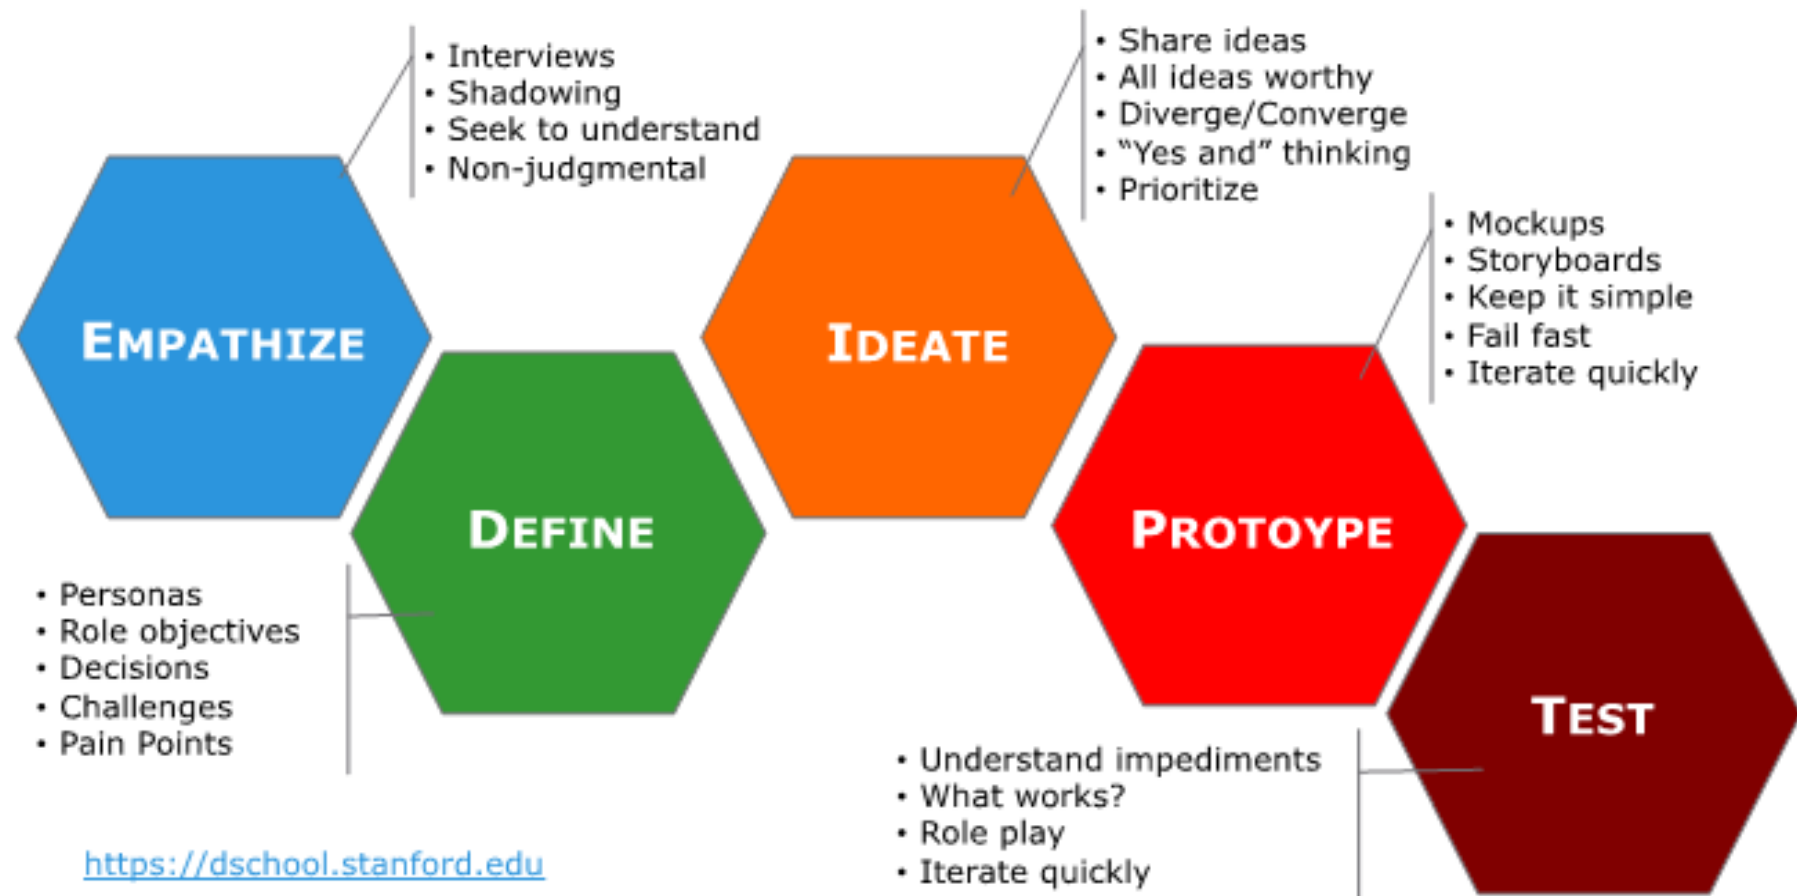 • Interviews
• Shadowing
• Seek to understand
• Non-judgmental
EMPATHIZE
• Personas
• Role objectives
• Decisions
• Challenges
• Pain Points
DEFINE
• Share ideas
• All ideas worthy
• Diverge/Converge
• “Yes and” thinking
• Prioritize
IDEATE
• Mockups
• Storyboards
• Keep it simple
• Fail fast
• Iterate quickly
PROTOYPE
• Understand impediments
• What works?
• Role play
• Iterate quickly
TEST
https://dschool.stanford.edu